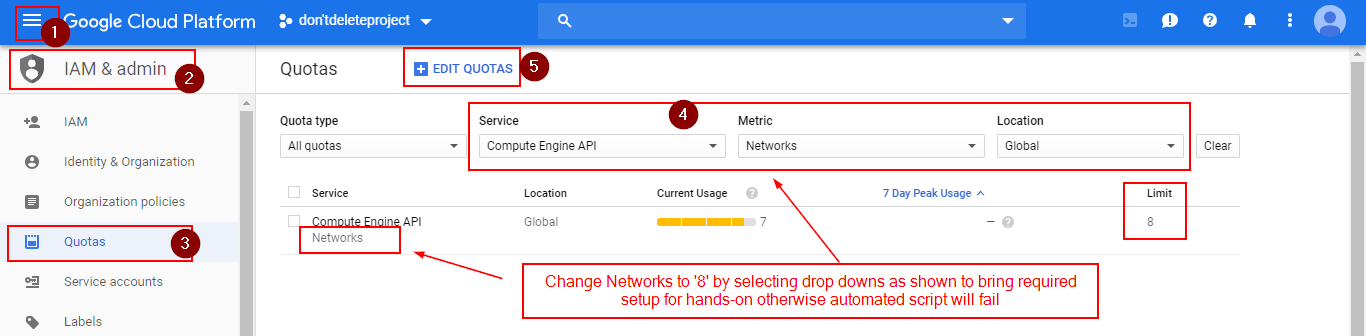 Google Cloud Platform don'tdeleteproject
1
IAM & admin
2
Quotas
EDIT QUOTAS
5
IAM
Identity & Organization
Organization policies
Quotas
3
Service accounts
Labels
4
Quota type Service Metric Location
All quotas Compute Engine API Networks Global Clear
Service Location Current Usage 7 Day Peak Usage Limit
Compute Engine API Global 7 – 8
Networks
Change Networks to '8' by selecting drop downs as shown to bring required
setup for hands-on otherwise automated script will fail